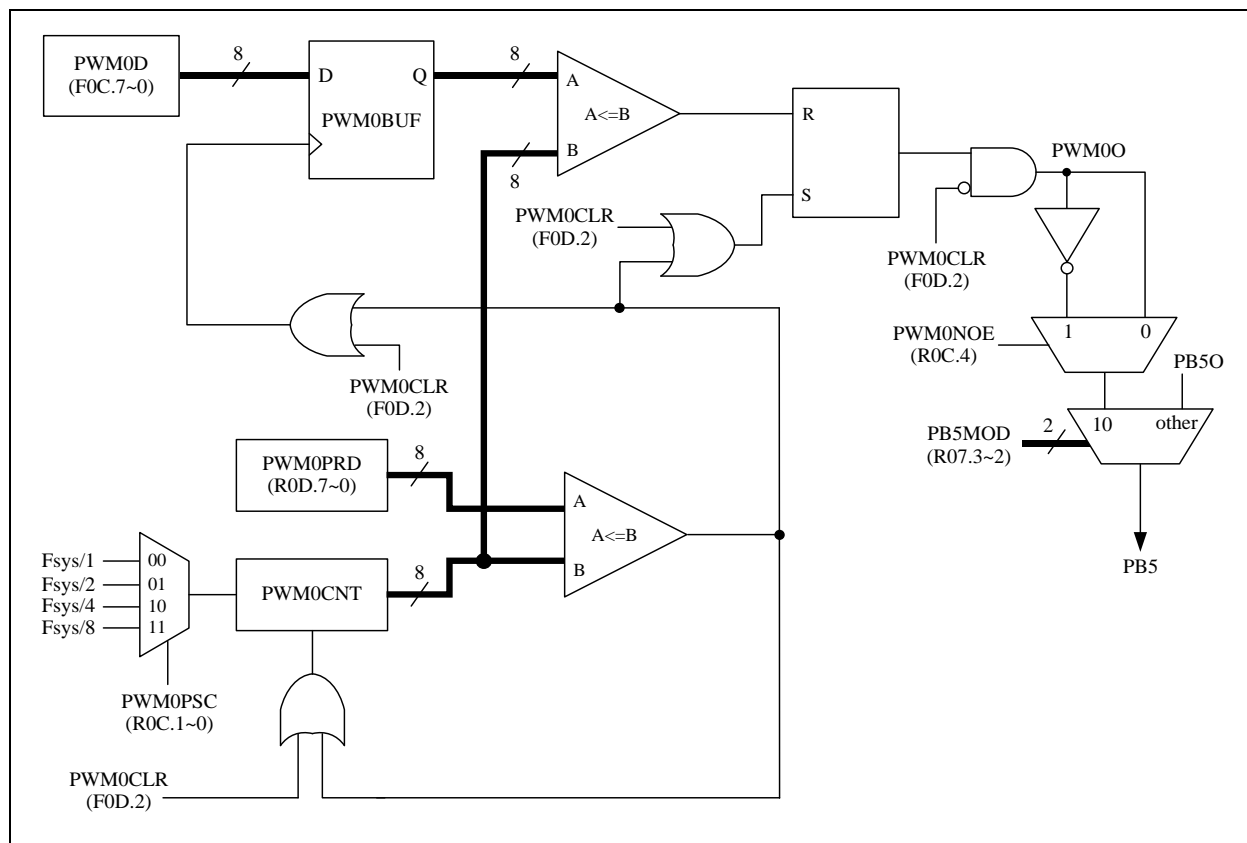 PWM0D
(F0C.7~0)
8
D
Q
PWM0BUF
8
A
A<=B
B
8
R
S
PWM0CLR
(F0D.2)
PWM0O
PWM0CLR
(F0D.2)
PWM0CLR
(F0D.2)
PWM0NOE
(R0C.4)
1
0
PB5O
PB5MOD
(R07.3~2)
2
10
other
PB5
PWM0PRD
(R0D.7~0)
8
A
A<=B
B
Fsys/1
00
Fsys/2
01
Fsys/4
10
Fsys/8
11
PWM0CNT
8
PWM0PSC
(R0C.1~0)
PWM0CLR
(F0D.2)